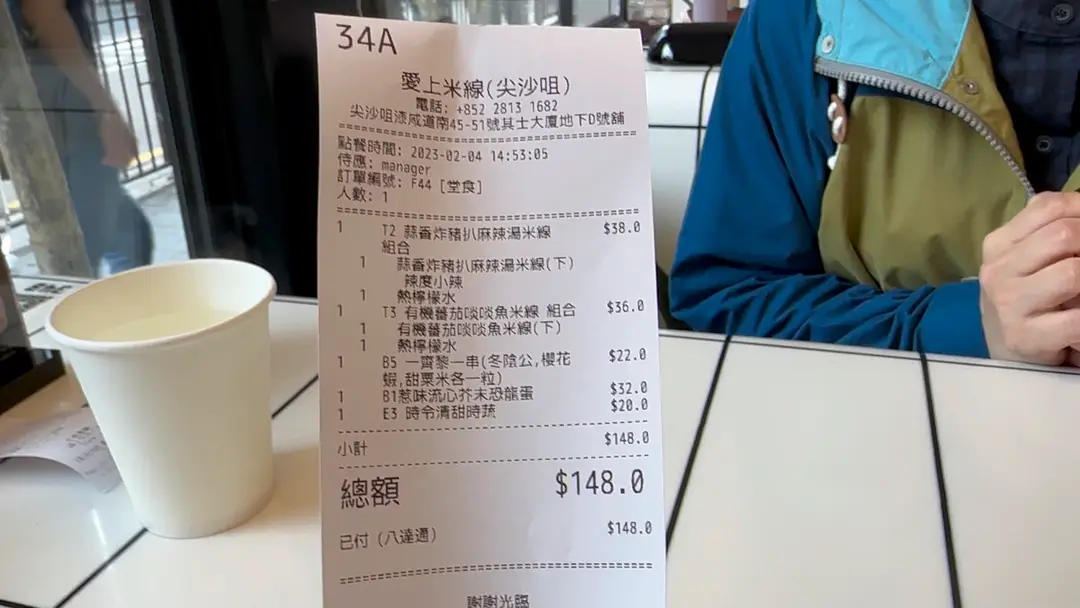 34A
愛上米線(尖沙咀)
電話: +852 2813 1682
尖沙咀漆咸道南45-51號其士大廈地下D號舖
點餐時間: 2023-02-04 14:53:05
侍應: manager
訂單編號: F44 [堂食]
人數: 1
1 T2 蒜香炸豬扒麻辣湯米線 $38.0
組合
1 蒜香炸豬扒麻辣湯米線(下)
辣度小辣
1 熱檸檬水
1 T3 有機蕃茄啖啖魚米線 組合 $36.0
1 有機蕃茄啖啖魚米線(下)
1 熱檸檬水
1 B5 一齊黎一串(冬陰公,櫻花 $22.0
蝦,甜粟米各一粒)
1 B1惹味流心芥末恐龍蛋 $32.0
1 E3 時令清甜時蔬 $20.0
小計 $148.0
總額 $148.0
已付 (八達通) $148.0
謝謝光臨